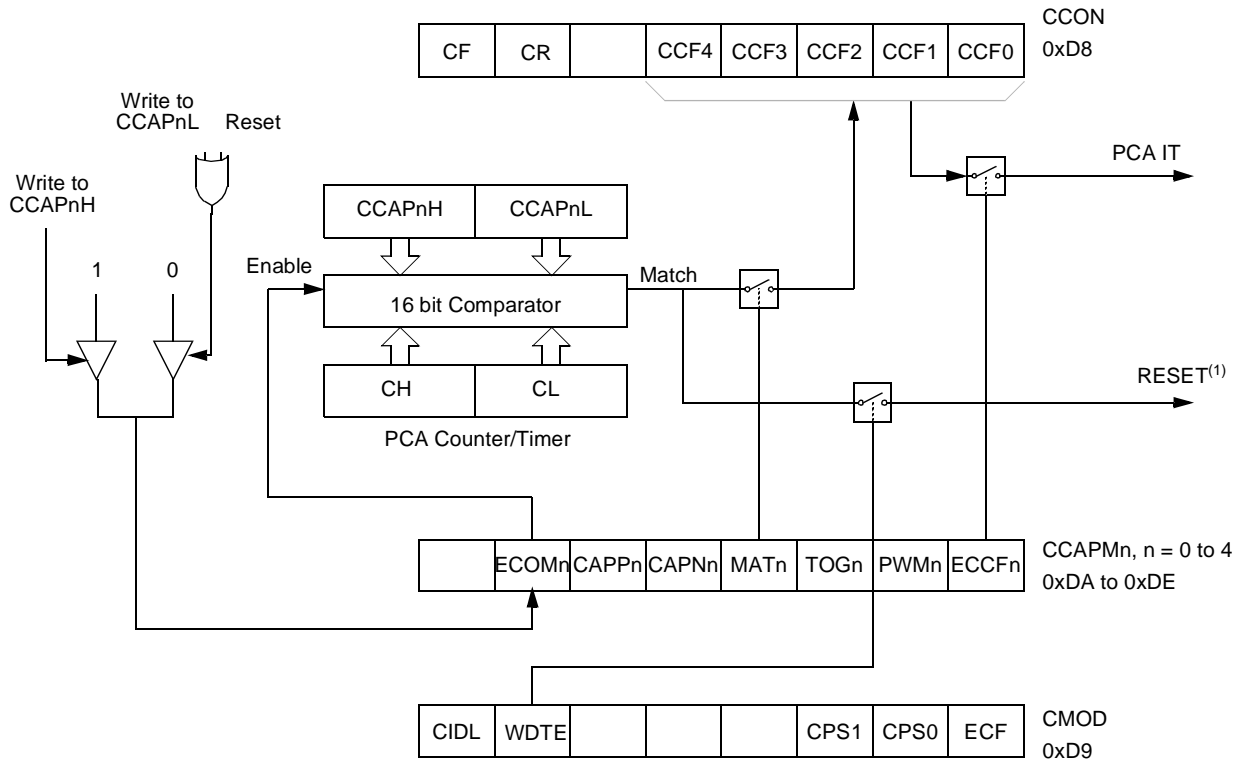 CCON
CF CR CCF4 CCF3 CCF2 CCF1 CCF0
0xD8
Write to
CCAPnL Reset
PCA IT
Write to
CCAPnH
CCAPnH CCAPnL
1 0
Enable
Match
16 bit Comparator
CH CL
RESET(1)
PCA Counter/Timer
ECOMn CAPPn CAPNn MATn TOGn PWMn ECCFn
CCAPMn, n = 0 to 4
0xDA to 0xDE
CIDL WDTE CPS1 CPS0 ECF
CMOD
0xD9